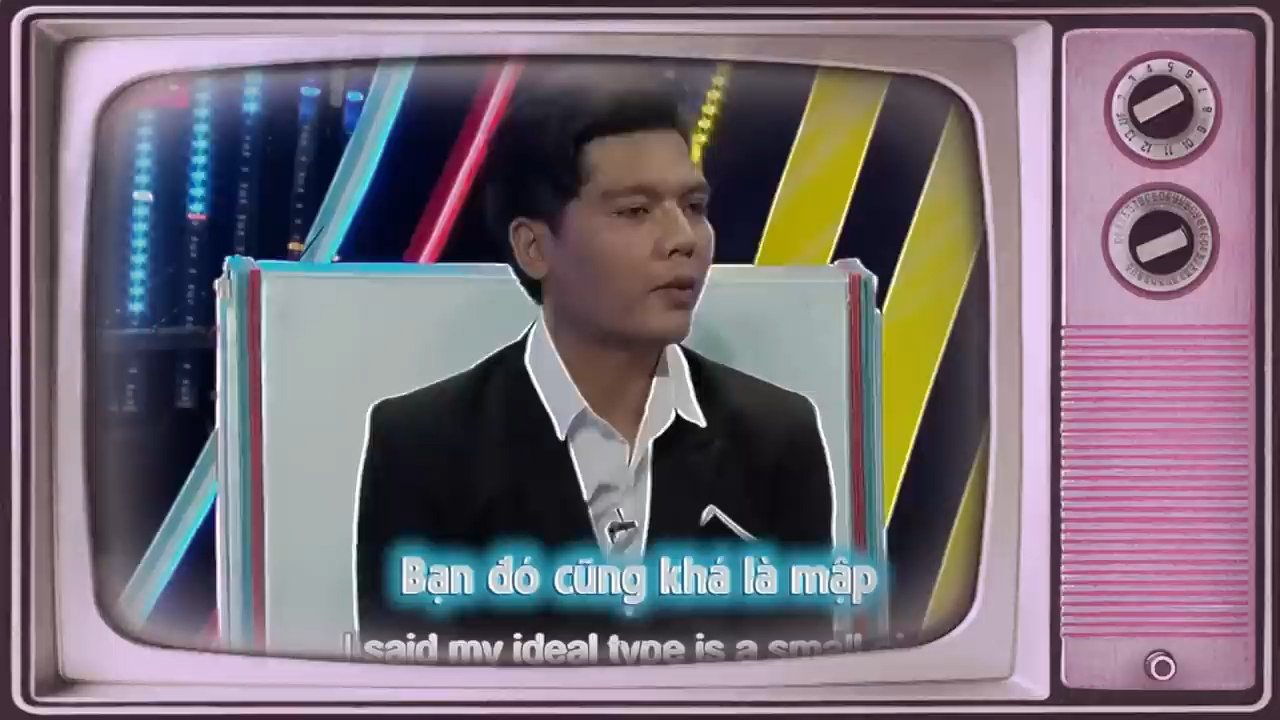 Bạn đó cũng khá là mập
I said my ideal type is a small